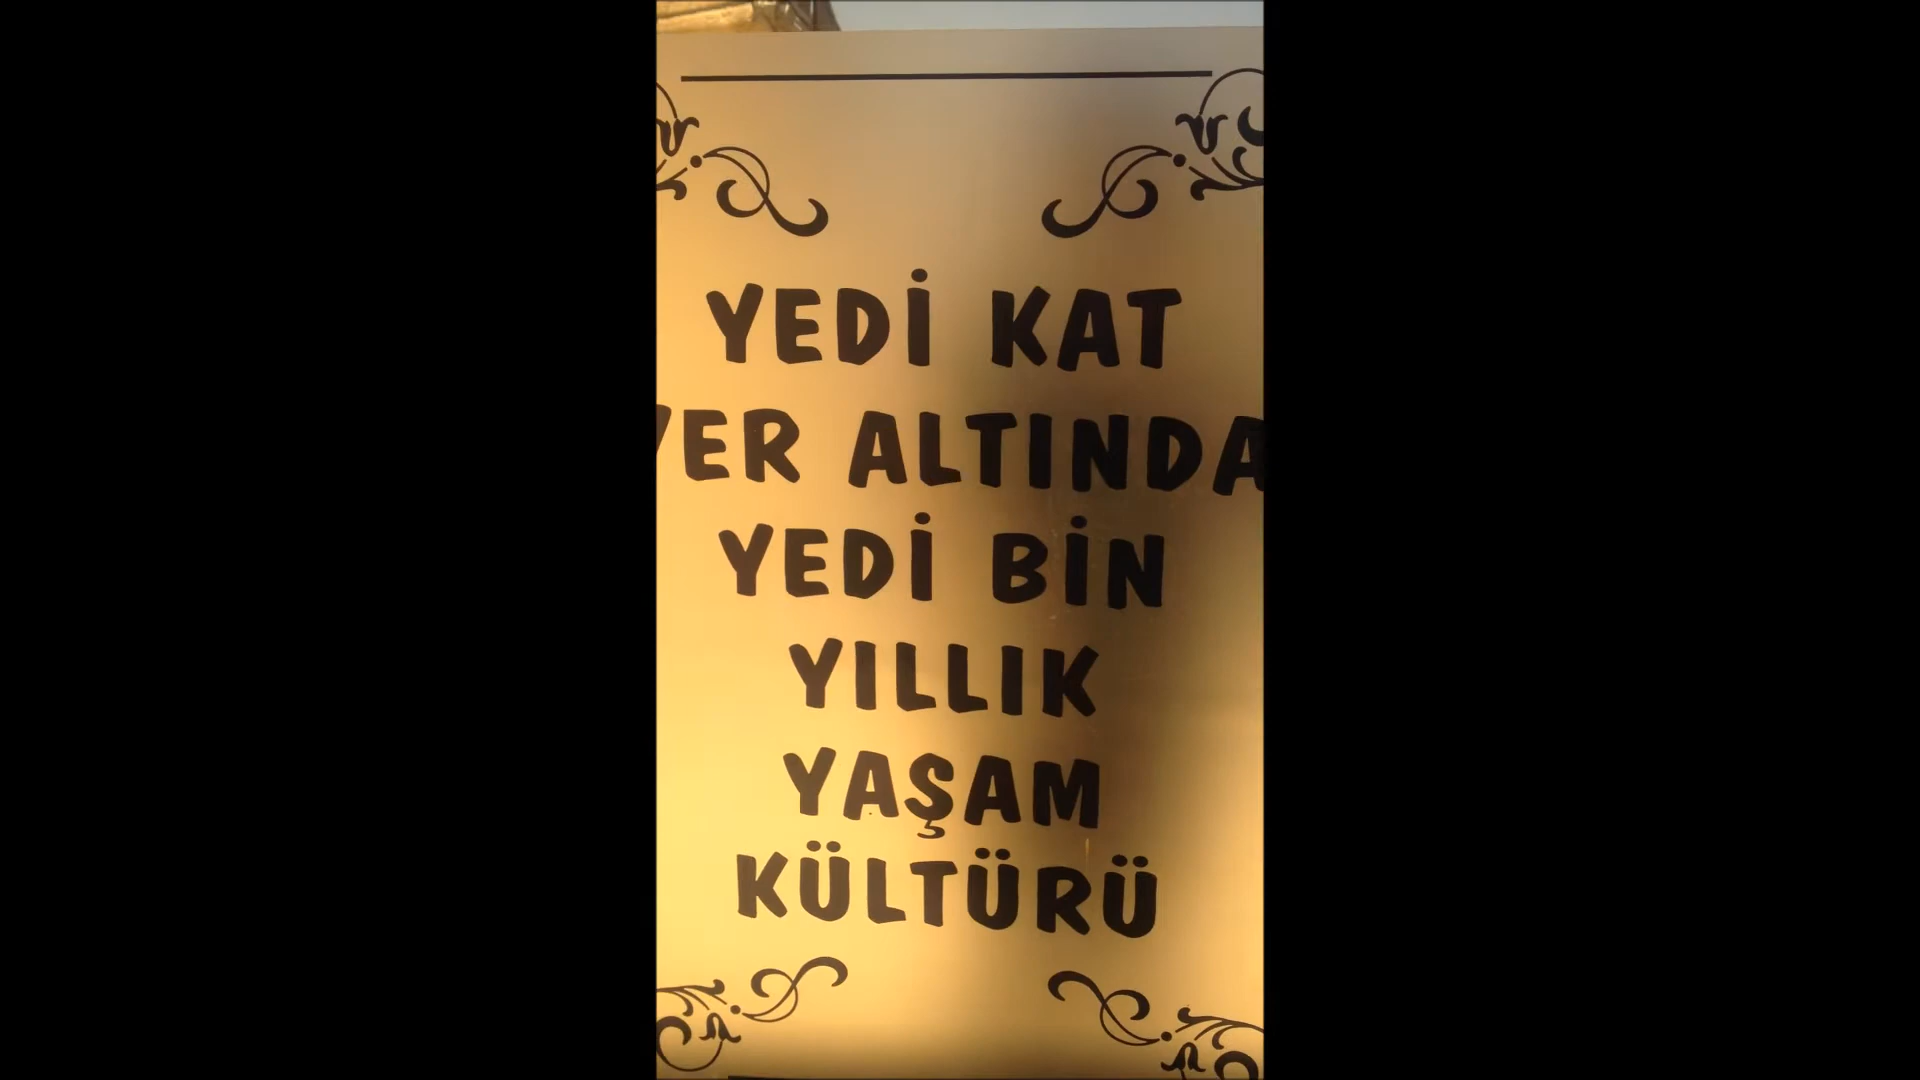 YEDİ KAT
YER ALTINDA
YEDİ BİN
YILLIK
YAŞAM
KÜLTÜRÜ